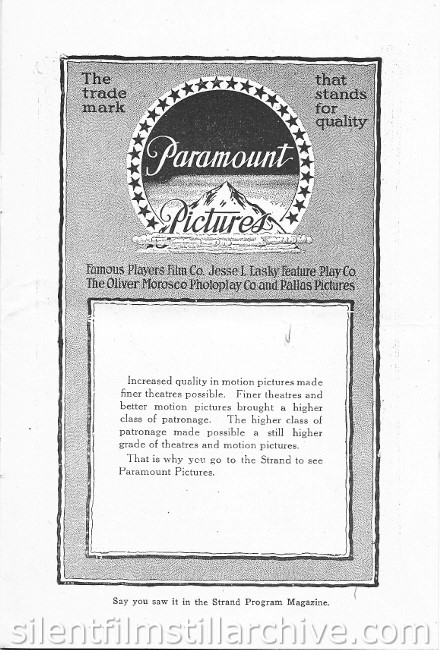 The trade mark
that stands for quality
Paramount
Pictures
Famous Players Film Co. Jesse L. Lasky Feature Play Co.
The Oliver Morosco Photoplay Co. and Pallas Pictures
Increased quality in motion pictures made
finer theatres possible. Finer theatres and
better motion pictures brought a higher
class of patronage. The higher class of
patronage made possible a still higher
grade of theatres and motion pictures.
That is why you go to the Strand to see
Paramount Pictures.
Say you saw it in the Strand Program Magazine.
silentfilmstillarchive.com